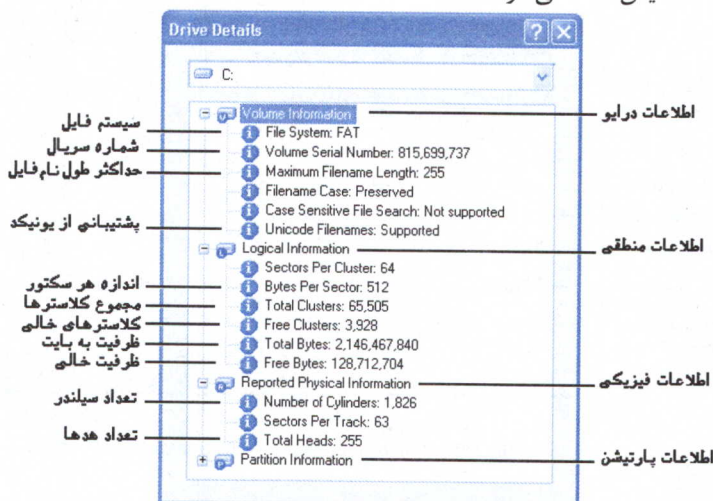 Drive Details
C:
Volume Information
File System: FAT
Volume Serial Number: 815,699,737
Maximum Filename Length: 255
Filename Case: Preserved
Case Sensitive File Search: Not supported
Unicode Filenames: Supported
Logical Information
Sectors Per Cluster: 64
Bytes Per Sector: 512
Total Clusters: 65,505
Free Clusters: 3,928
Total Bytes: 2,146,467,840
Free Bytes: 128,712,704
Reported Physical Information
Number of Cylinders: 1,826
Sectors Per Track: 63
Total Heads: 255
Partition Information
اطلاعات درایو
اطلاعات منطقی
اطلاعات فیزیکی
اطلاعات پارتیشن
سیستم فایل
شماره سریال
حداکثر طول نام فایل
پشتیبانی از یونیکد
اندازه هر سکتور
مجموع کلاسترها
کلاسترهای خالی
ظرفیت به بایت
ظرفیت خالی
تعداد سیلندر
تعداد هدها